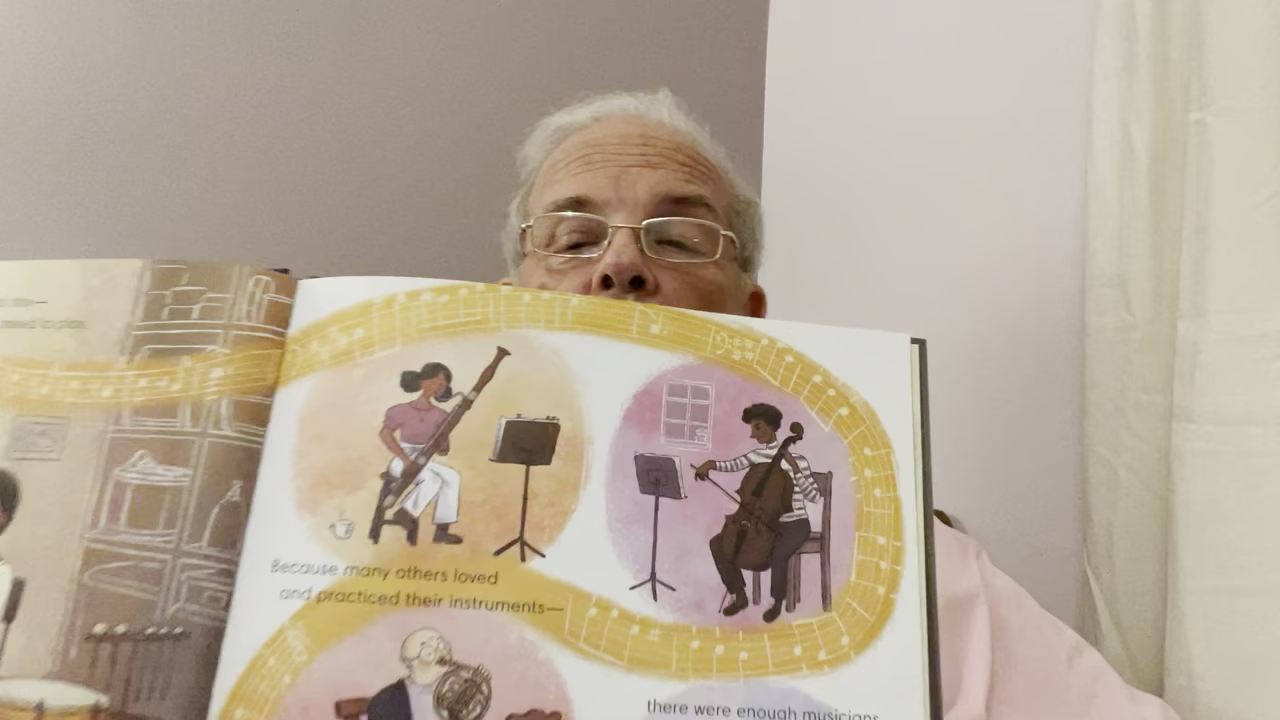 Because many others loved
and practiced their instruments—
there were enough musicians